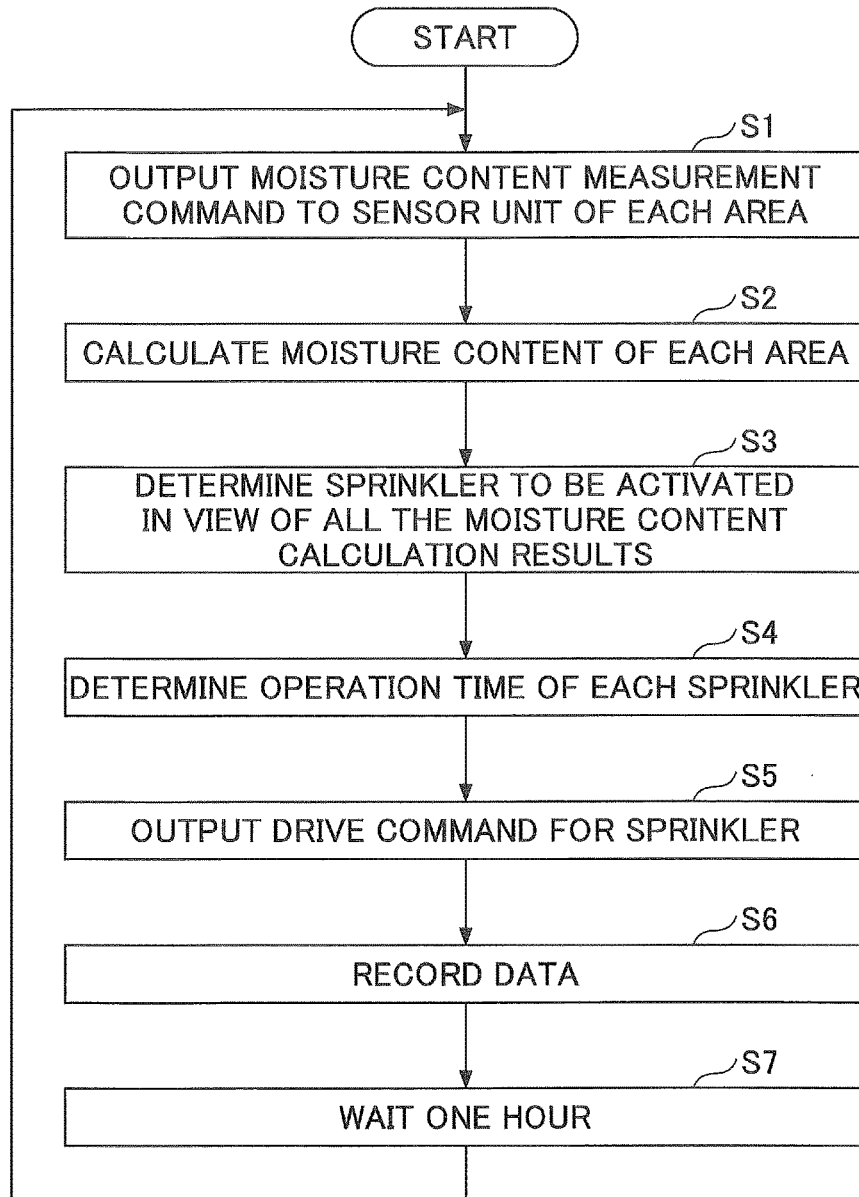 START
S1
OUTPUT MOISTURE CONTENT MEASUREMENT
COMMAND TO SENSOR UNIT OF EACH AREA
S2
CALCULATE MOISTURE CONTENT OF EACH AREA
S3
DETERMINE SPRINKLER TO BE ACTIVATED
IN VIEW OF ALL THE MOISTURE CONTENT
CALCULATION RESULTS
S4
DETERMINE OPERATION TIME OF EACH SPRINKLER
S5
OUTPUT DRIVE COMMAND FOR SPRINKLER
S6
RECORD DATA
S7
WAIT ONE HOUR